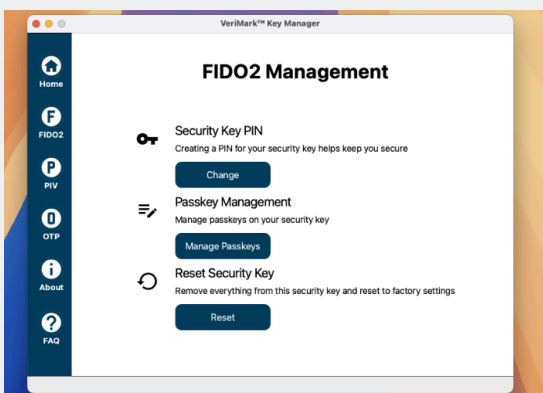 VeriMark™ Key Manager
Home
FIDO2
PIV
OTP
About
FAQ
FIDO2 Management
Security Key PIN
Creating a PIN for your security key helps keep you secure
Change
Passkey Management
Manage passkeys on your security key
Manage Passkeys
Reset Security Key
Remove everything from this security key and reset to factory settings
Reset